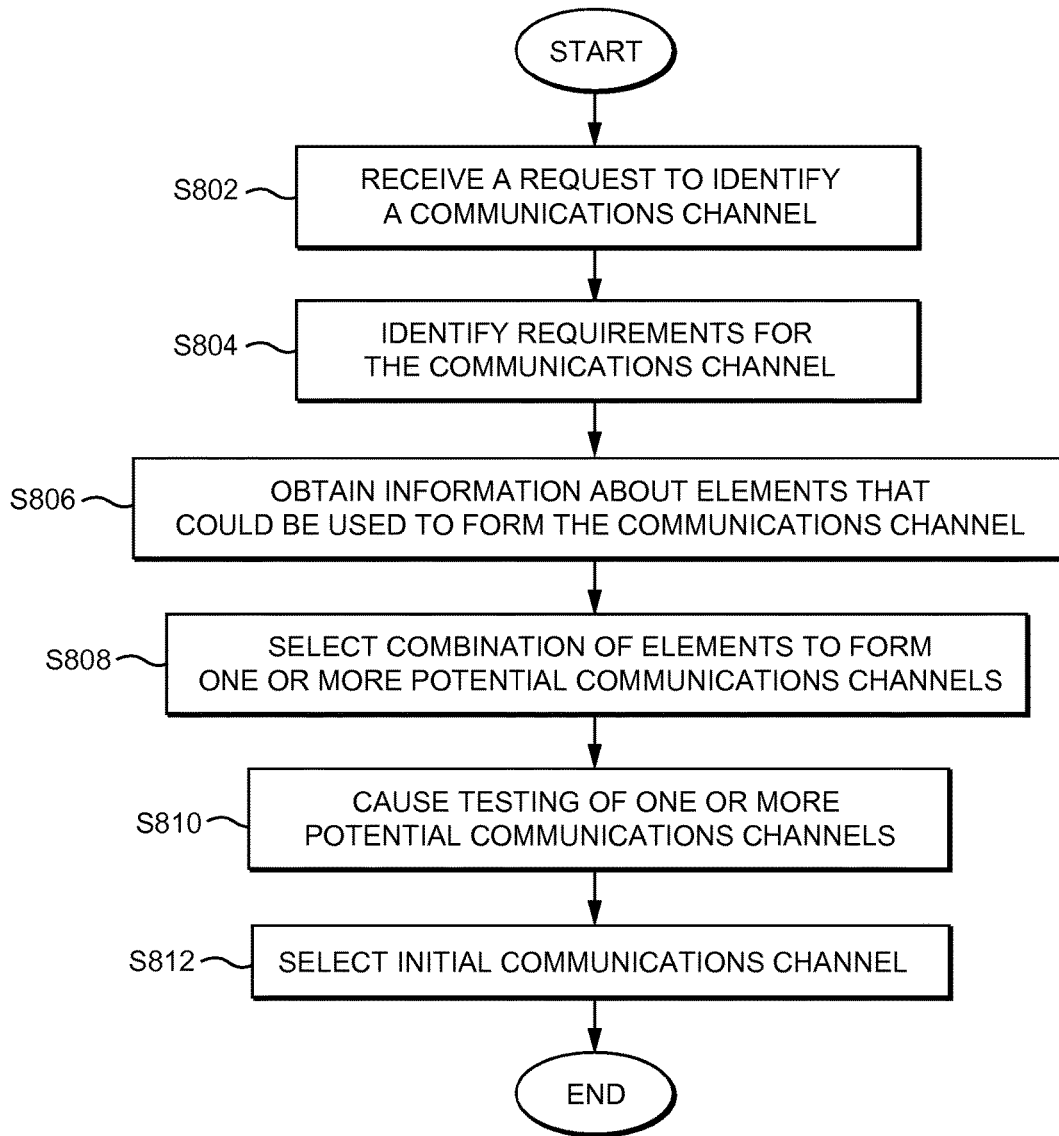 START
S802
RECEIVE A REQUEST TO IDENTIFY
A COMMUNICATIONS CHANNEL
S804
IDENTIFY REQUIREMENTS FOR
THE COMMUNICATIONS CHANNEL
S806
OBTAIN INFORMATION ABOUT ELEMENTS THAT
COULD BE USED TO FORM THE COMMUNICATIONS CHANNEL
S808
SELECT COMBINATION OF ELEMENTS TO FORM
ONE OR MORE POTENTIAL COMMUNICATIONS CHANNELS
S810
CAUSE TESTING OF ONE OR MORE
POTENTIAL COMMUNICATIONS CHANNELS
S812
SELECT INITIAL COMMUNICATIONS CHANNEL
END